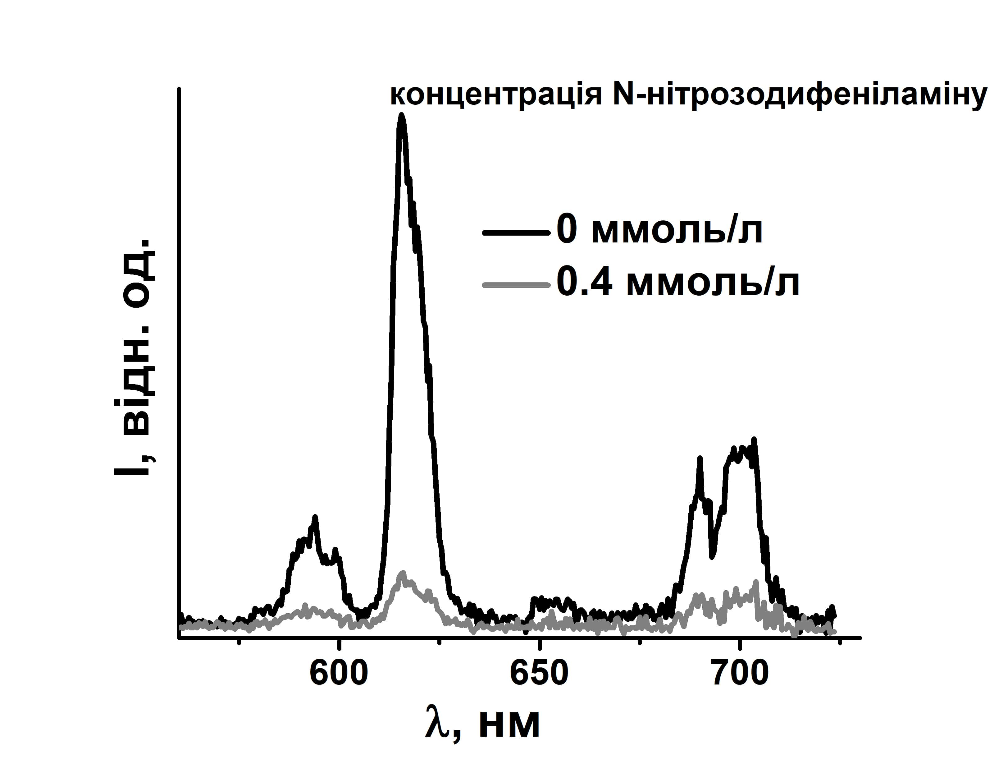 концентрація N-нітрозодифеніламіну
0 ммоль/л
0.4 ммоль/л
I, відн. од.
600 650 700
λ, нм